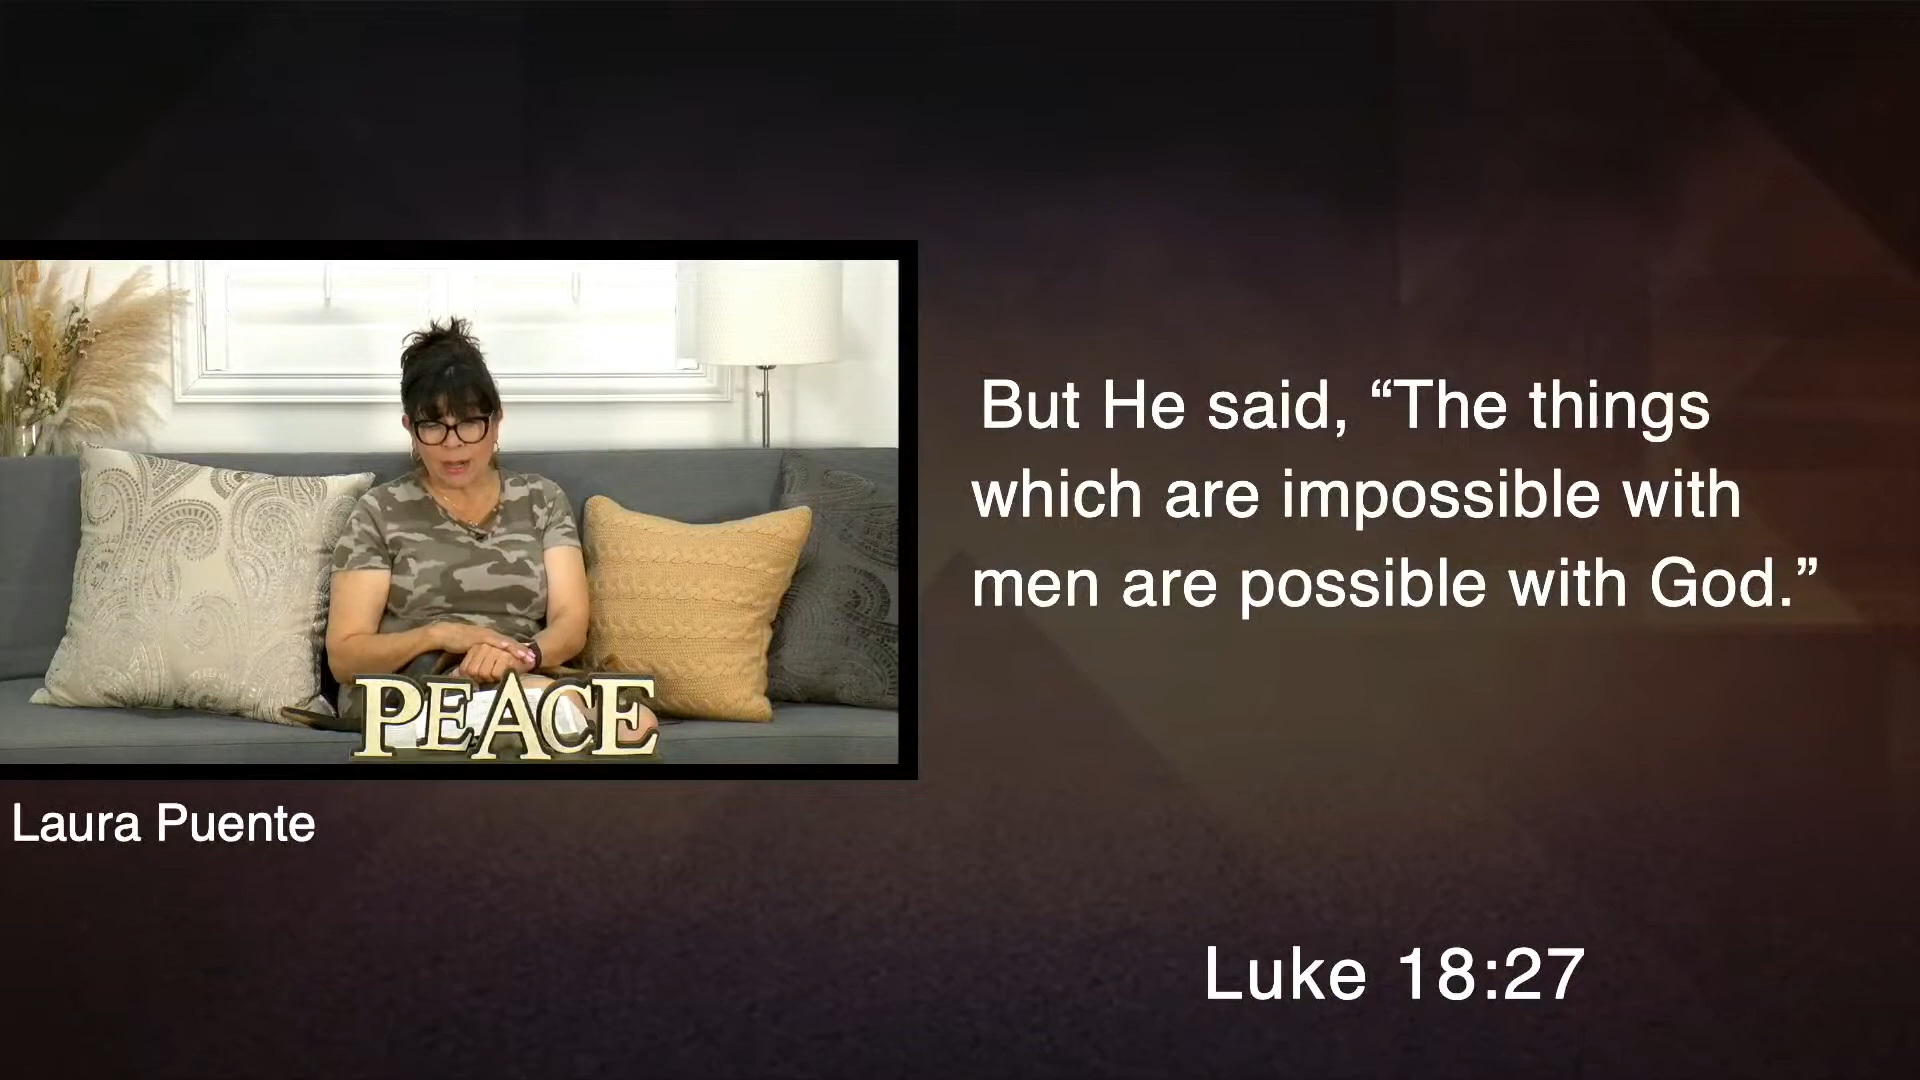 But He said, “The things
which are impossible with
men are possible with God.”
PEACE
Laura Puente
Luke 18:27